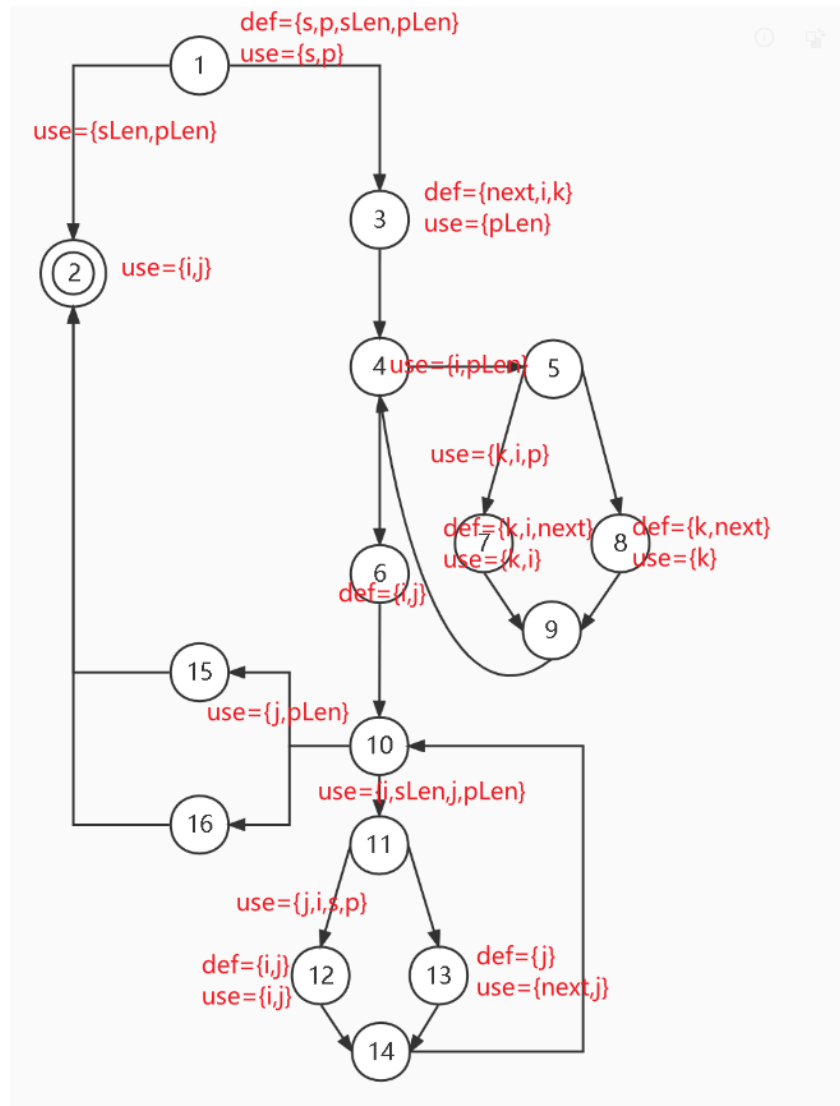 def={s,p,sLen,pLen}
1
use={s,p}
use={sLen,pLen}
def={next,i,k}
3
use={pLen}
2
use={i,j}
4
use={i,pLen}
5
use={k,i,p}
def={k,i,next}
7
use={k,i}
8
def={k,next}
use={k}
6
def={i,j}
9
15
use={j,pLen}
10
use={i,sLen,j,pLen}
16
11
use={j,i,s,p}
def={i,j}
use={i,j}
12
13
def={j}
use={next,j}
14